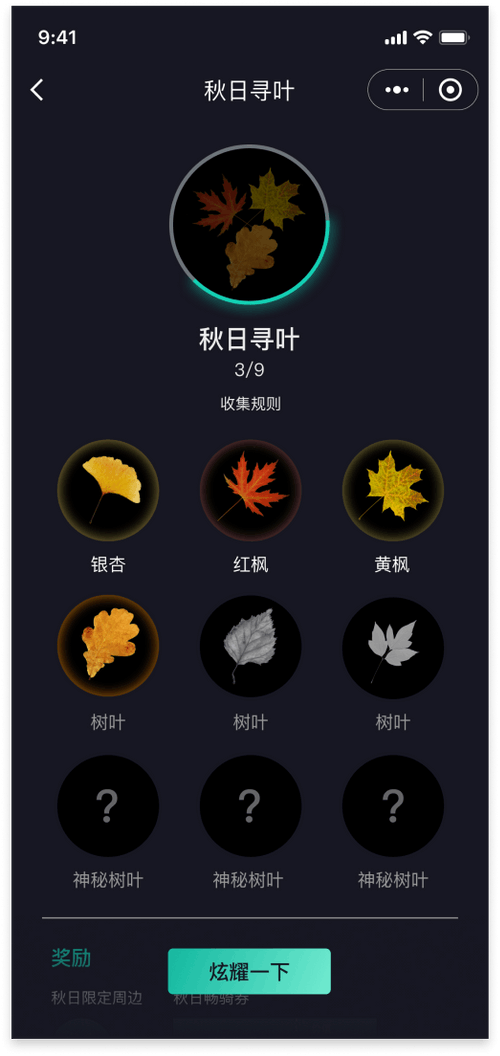 9:41
秋日寻叶
秋日寻叶
3/9
收集规则
银杏 红枫 黄枫
树叶 树叶 树叶
? ? ?
神秘树叶 神秘树叶 神秘树叶
奖励
炫耀一下
秋日限定周边 秋日畅骑券